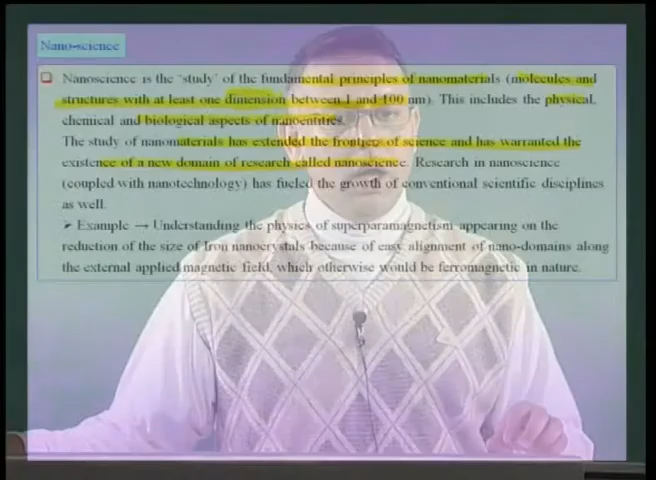 Nano-science
❑ Nanoscience is the 'study' of the fundamental principles of nanomaterials (molecules and
structures with at least one dimension between 1 and 100 nm). This includes the physical,
chemical and biological aspects of nanoentities.
The study of nanomaterials has extended the frontiers of science and has warranted the
existence of a new domain of research called nanoscience. Research in nanoscience
(coupled with nanotechnology) has fueled the growth of conventional scientific disciplines
as well.
➤ Example → Understanding the physics of superparamagnetism appearing on the
reduction of the size of Iron nanocrystals because of easy alignment of nano-domains along
the external applied magnetic field, which otherwise would be ferromagnetic in nature.